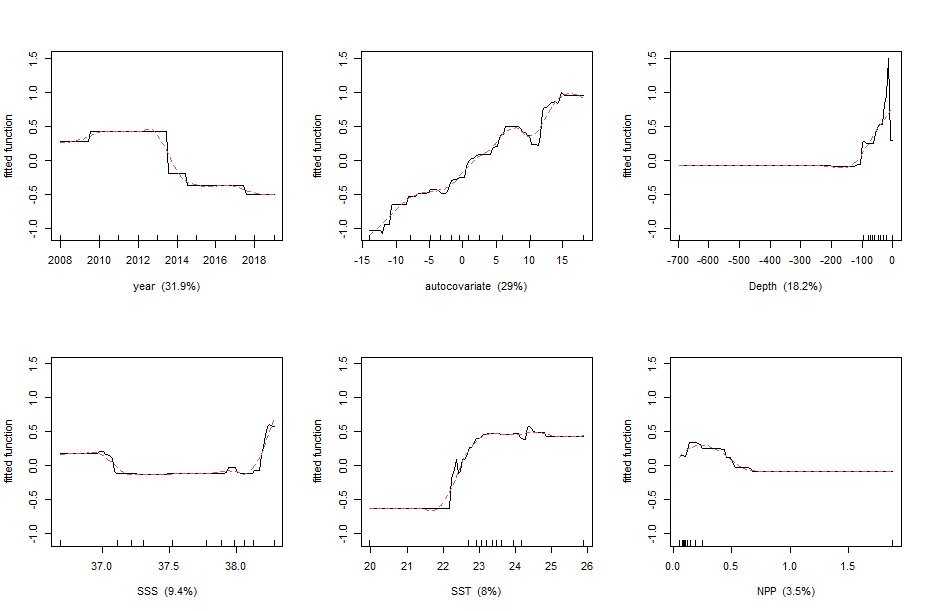 fitted function
1.5
1.0
0.5
0.0
-0.5
-1.0
2008 2010 2012 2014 2016 2018
year (31.9%)
fitted function
1.5
1.0
0.5
0.0
-0.5
-1.0
-15 -10 -5 0 5 10 15
autocovariate (29%)
fitted function
1.5
1.0
0.5
0.0
-0.5
-1.0
-700 -600 -500 -400 -300 -200 -100 0
Depth (18.2%)
fitted function
1.5
1.0
0.5
0.0
-0.5
-1.0
37.0 37.5 38.0
SSS (9.4%)
fitted function
1.5
1.0
0.5
0.0
-0.5
-1.0
20 21 22 23 24 25 26
SST (8%)
fitted function
1.5
1.0
0.5
0.0
-0.5
-1.0
0.0 0.5 1.0 1.5
NPP (3.5%)